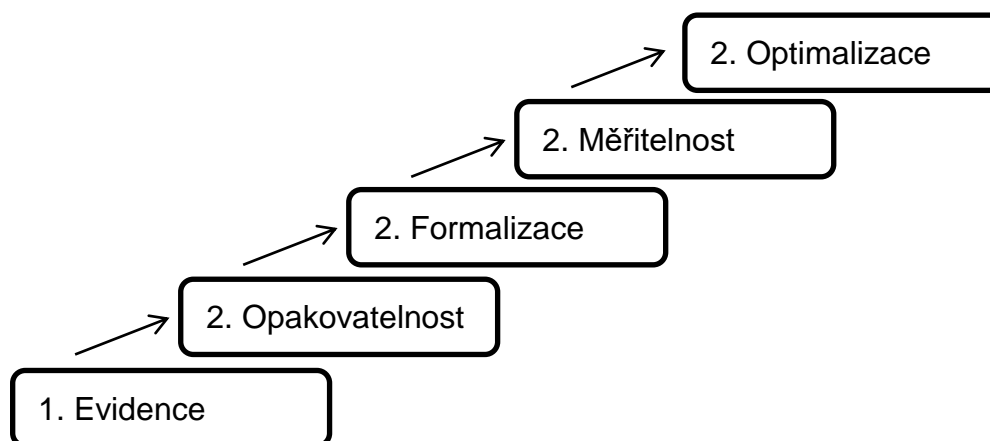 2. Optimalizace
2. Měřitelnost
2. Formalizace
2. Opakovatelnost
1. Evidence